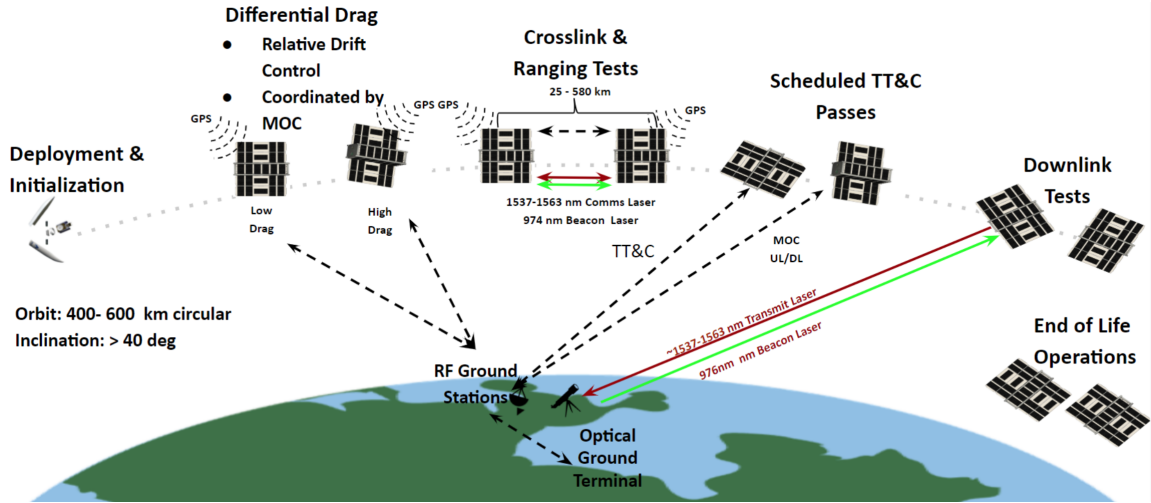 Differential Drag
● Relative Drift
Control
● Coordinated by
MOC
GPS
GPS GPS
Crosslink &
Ranging Tests
25 - 580 km
GPS
Scheduled TT&C
Passes
Deployment &
Initialization
Low
Drag
High
Drag
1537-1563 nm Comms Laser
974 nm Beacon Laser
TT&C
MOC
UL/DL
Downlink
Tests
~1537-1563 nm Transmit Laser
976nm nm Beacon Laser
Orbit: 400- 600 km circular
Inclination: > 40 deg
End of Life
Operations
RF Ground
Stations
Optical
Ground
Terminal